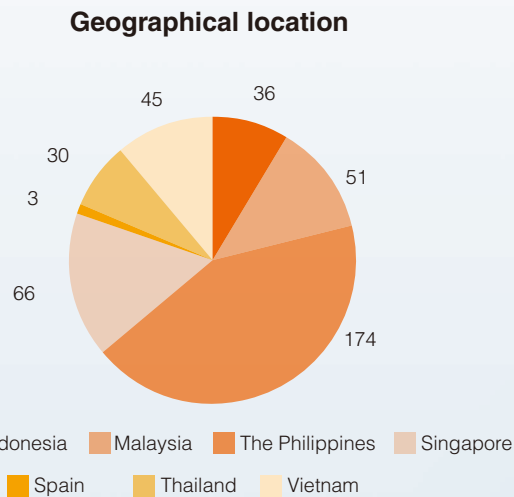 Geographical location
45
36
30
51
3
66
174
donesia Malaysia The Philippines Singapore
Spain Thailand Vietnam